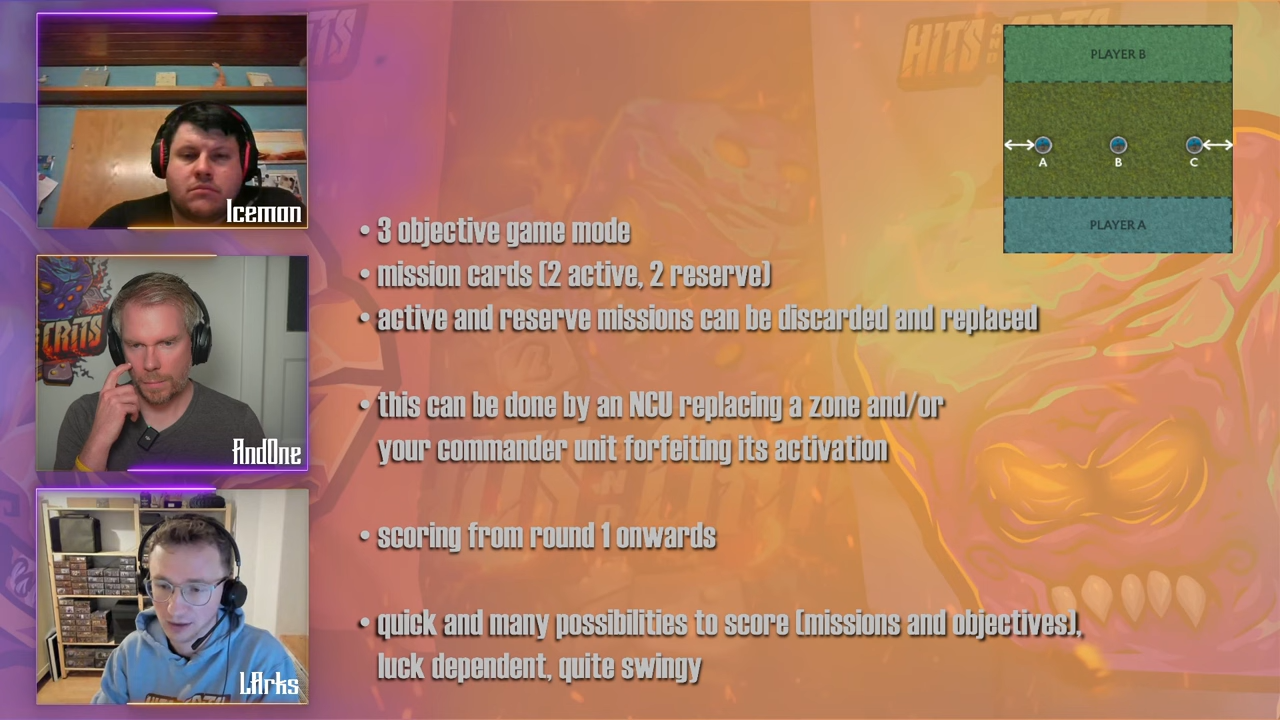 Iceman
AndOne
LArks
CRITS
HITS
PLAYER B
A
B
C
PLAYER A
• 3 objective game mode
• mission cards (2 active, 2 reserve)
• active and reserve missions can be discarded and replaced
• this can be done by an NCU replacing a zone and/or
your commander unit forfeiting its activation
• scoring from round 1 onwards
• quick and many possibilities to score (missions and objectives),
luck dependent, quite swingy